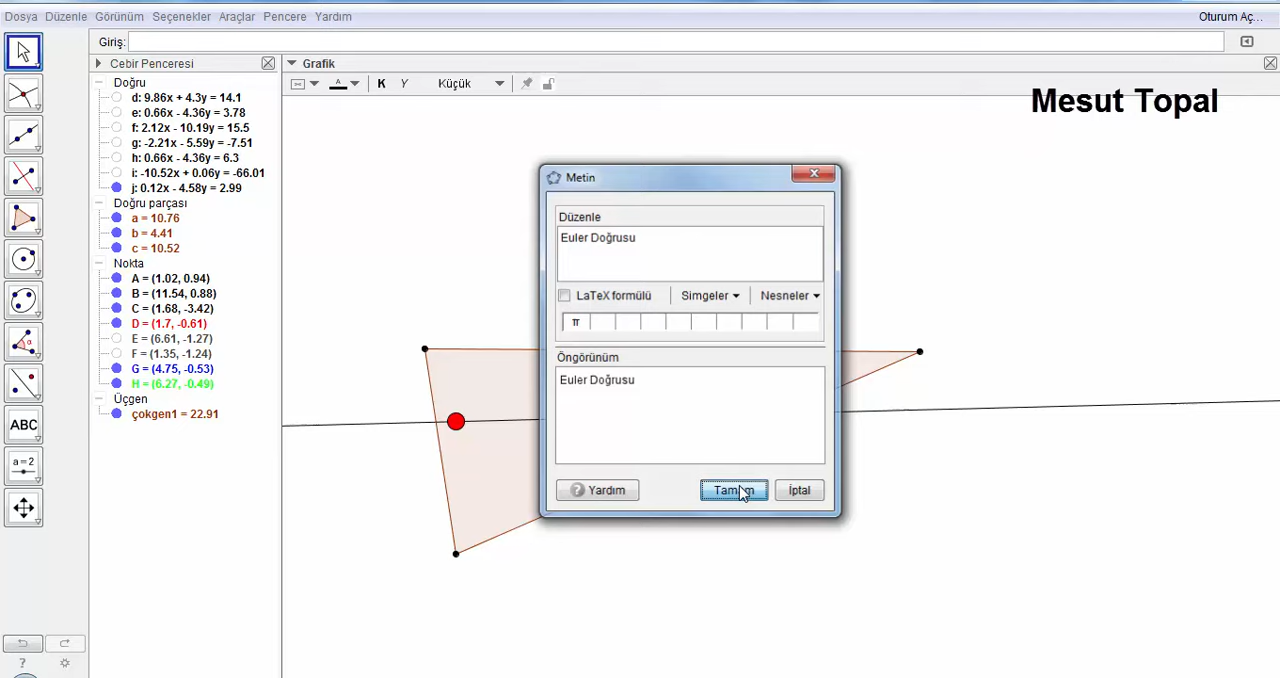 Dosya Düzenle Görünüm Seçenekler Araçlar Pencere Yardım Oturum Aç...
Giriş:
Cebir Penceresi Grafik
K Y Küçük
Mesut Topal
Doğru
d: 9.86x + 4.3y = 14.1
e: 0.66x - 4.36y = 3.78
f: 2.12x - 10.19y = 15.5
g: -2.21x - 5.59y = -7.51
h: 0.66x - 4.36y = 6.3
i: -10.52x + 0.06y = -66.01
j: 0.12x - 4.58y = 2.99
Doğru parçası
a = 10.76
b = 4.41
c = 10.52
Nokta
A = (1.02, 0.94)
B = (11.54, 0.88)
C = (1.68, -3.42)
D = (1.7, -0.61)
E = (6.61, -1.27)
F = (1.35, -1.24)
G = (4.75, -0.53)
H = (6.27, -0.49)
Üçgen
çokgen1 = 22.91
ABC
a=2
?
Metin
Düzenle
Euler Doğrusu
LaTeX formülü Simgeler Nesneler
π
Öngörünüm
Euler Doğrusu
? Yardım Tamam İptal